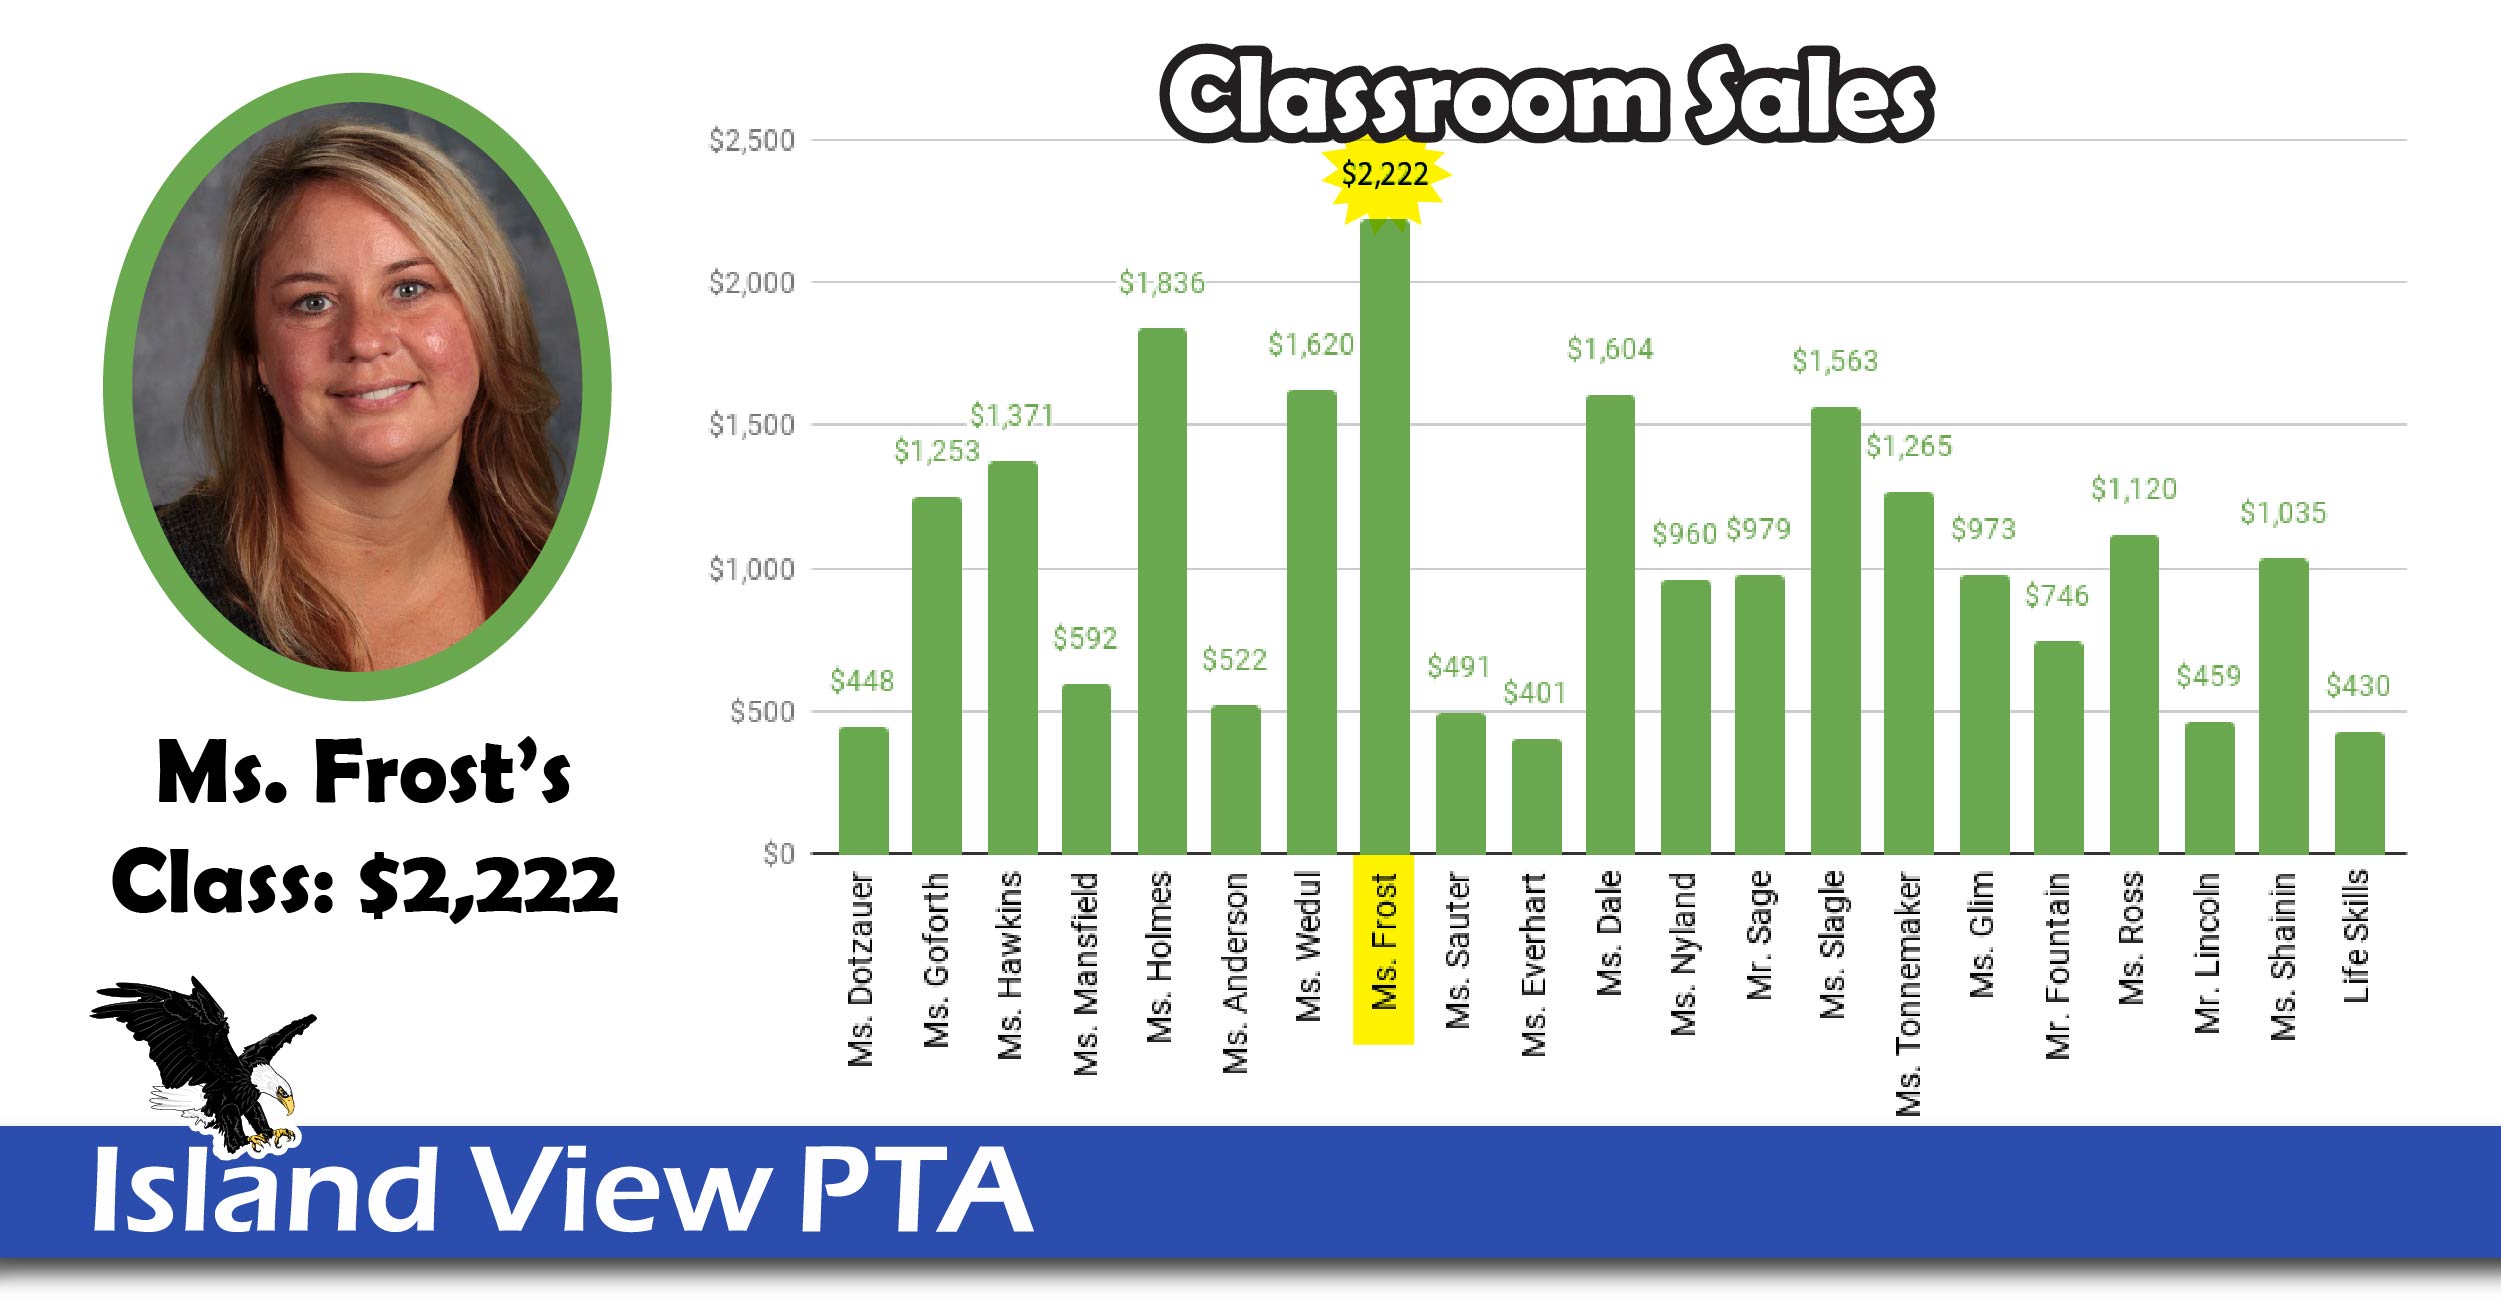 Classroom Sales
$2,500
$2,000
$1,500
$1,000
$500
$0
$448
$1,253
$1,371
$592
$1,836
$522
$1,620
$2,222
$491
$401
$1,604
$960
$979
$1,563
$1,265
$973
$746
$1,120
$459
$1,035
$430
Ms. Dotzauer
Ms. Goforth
Ms. Hawkins
Ms. Mansfield
Ms. Holmes
Ms. Anderson
Ms. Wedul
Ms. Frost
Ms. Sauter
Ms. Everhart
Ms. Dale
Ms. Nyland
Mr. Sage
Ms. Slagle
Ms. Tonnemaker
Ms. Glim
Mr. Fountain
Ms. Ross
Mr. Lincoln
Ms. Shainin
Life Skills
Ms. Frost’s
Class: $2,222
Island View PTA